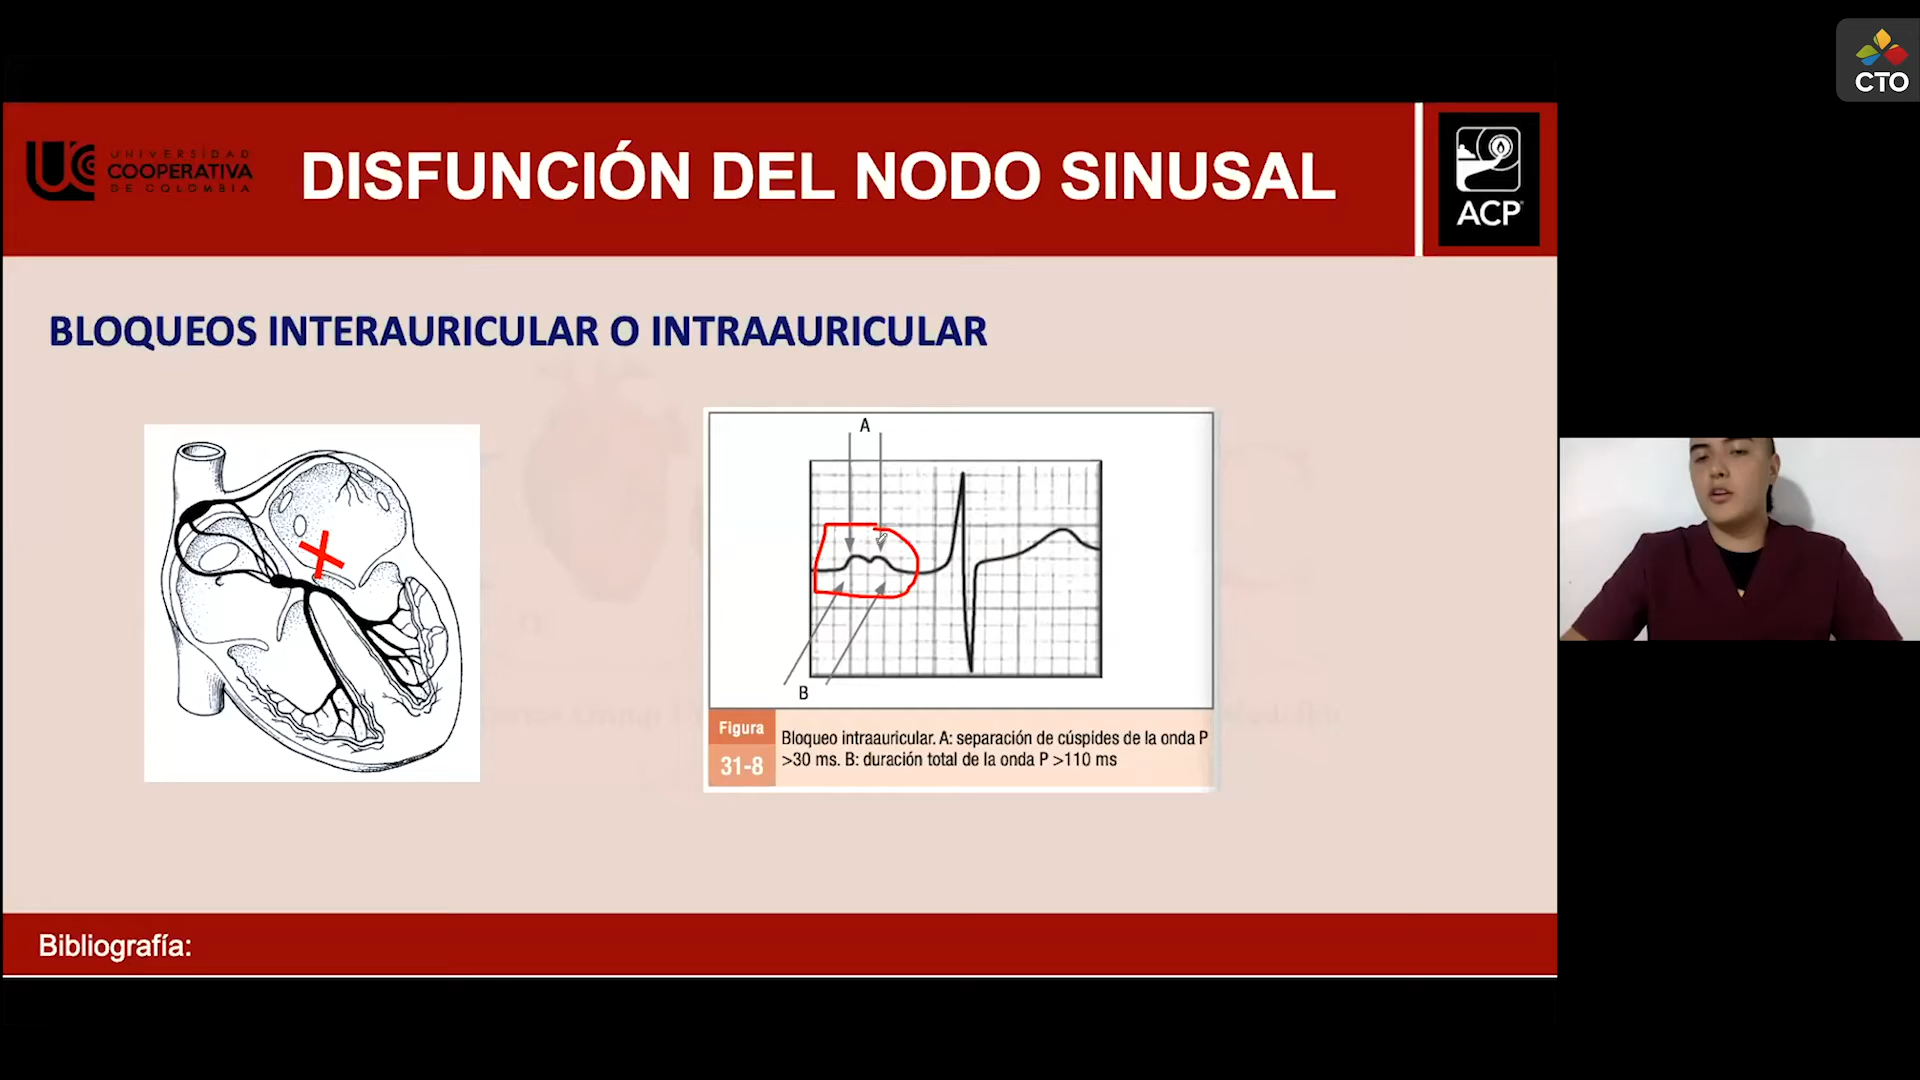 CTO
UNIVERSIDAD
COOPERATIVA
DE COLOMBIA
DISFUNCIÓN DEL NODO SINUSAL
ACP
BLOQUEOS INTERAURICULAR O INTRAAURICULAR
A
B
Figura
31-8
Bloqueo intraauricular. A: separación de cúspides de la onda P
>30 ms. B: duración total de la onda P >110 ms
Bibliografía: